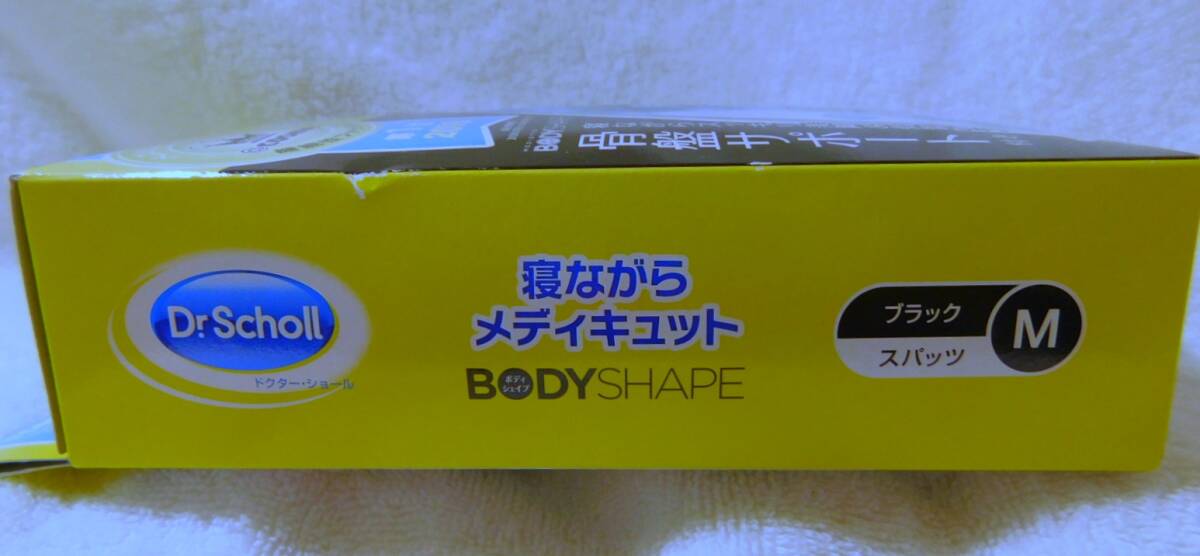 骨盤サポート
BODY
Dr.Scholl
ドクター・ショール
寝ながら
メディキュット
BODYSHAPE
ボディ
シェイプ
ブラック
スパッツ
M